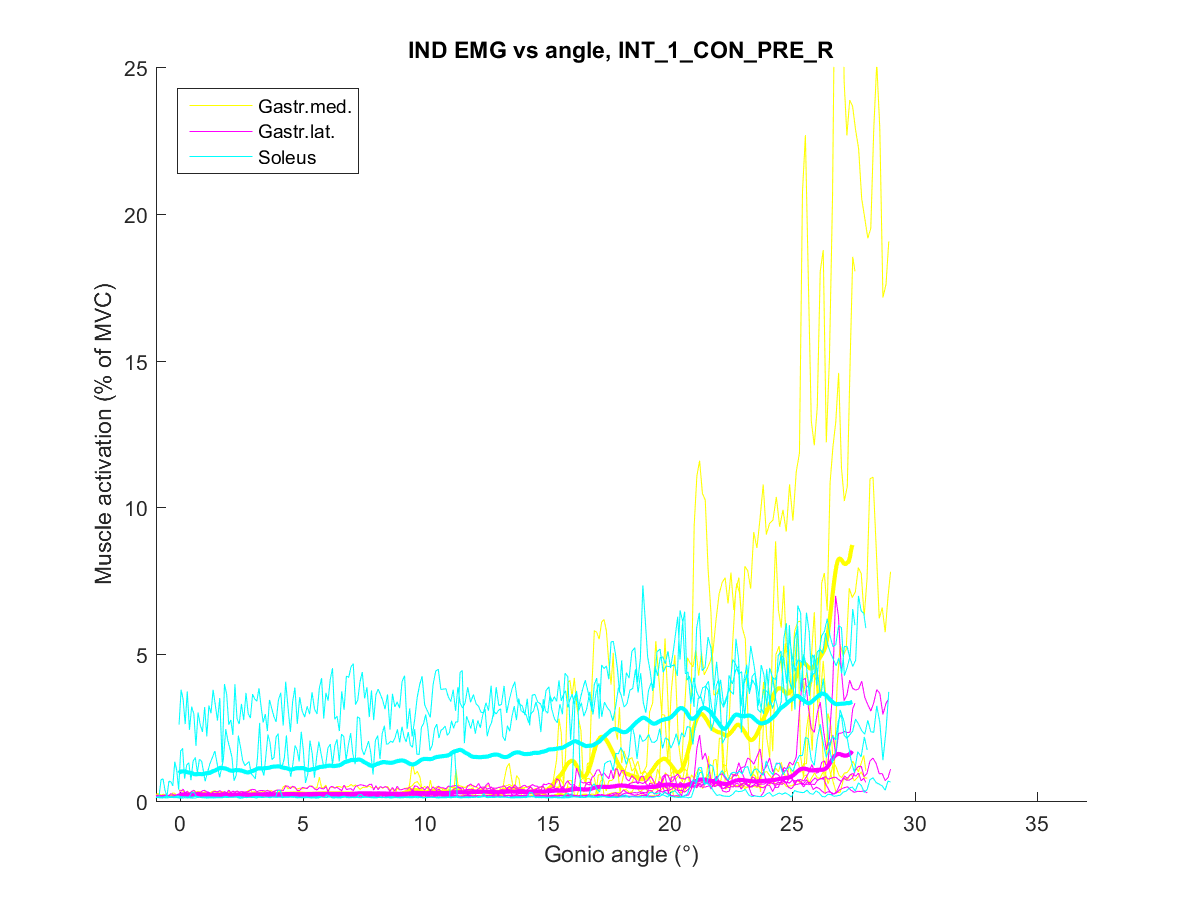 IND EMG vs angle, INT_1_CON_PRE_R
25
20
15
10
5
0
Muscle activation (% of MVC)
Gastr.med.
Gastr.lat.
Soleus
0 5 10 15 20 25 30 35
Gonio angle (°)